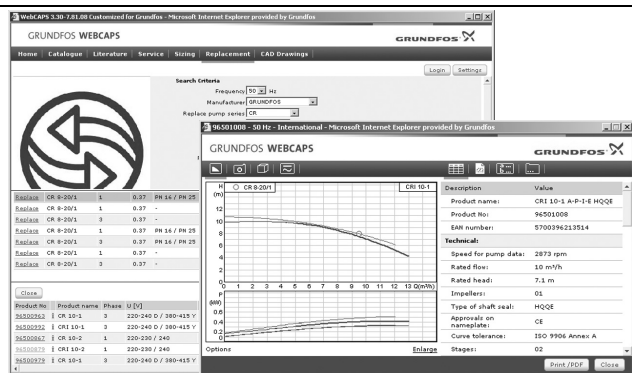 WebCAPS 3.30-7.81.08 Customized for Grundfos - Microsoft Internet Explorer provided by Grundfos
GRUNDFOS WEBCAPS
GRUNDFOS
Home Catalogue Literature Service Sizing Replacement CAD Drawings
Login Settings
Search Criteria
Frequency 50 Hz
Manufacturer GRUNDFOS
Replace pump series CR
Replace CR 8-20/1 1 0.37 PN 16 / PN 25
Replace CR 8-20/1 1 0.37 -
Replace CR 8-20/1 3 0.37 PN 16 / PN 25
Replace CR 8-20/1 3 0.37 -
Replace CR 8-20/1 3 0.37 PN 16 / PN 25
Replace CR 8-20/1 3 0.37 -
Close
Product No Product name Phase U [V]
96500963 CR 10-1 3 220-240 D / 380-415 Y
96500992 CRI 10-1 3 220-240 D / 380-415 Y
96500867 CR 10-2 1 220-230 / 240
96500879 CRI 10-2 1 220-230 / 240
96500979 CR 10-1 3 220-240 D / 380-415 Y
96501008 - 50 Hz - International - Microsoft Internet Explorer provided by Grundfos
GRUNDFOS WEBCAPS
GRUNDFOS
H
(m)
CR 8-20/1
CRI 10-1
12
10
8
6
4
2
0
0 1 2 3 4 5 6 7 8 9 10 11 12 13 Q(m³/h)
P
(kW)
0.6
0.4
0.2
0
Options
Enlarge
Description Value
Product name: CRI 10-1 A-P-I-E HQQE
Product No: 96501008
EAN number: 5700396213514
Technical:
Speed for pump data: 2873 rpm
Rated flow: 10 m³/h
Rated head: 7.1 m
Impellers: 01
Type of shaft seal: HQQE
Approvals on nameplate: CE
Curve tolerance: ISO 9906 Annex A
Stages: 02
Print /PDF Close